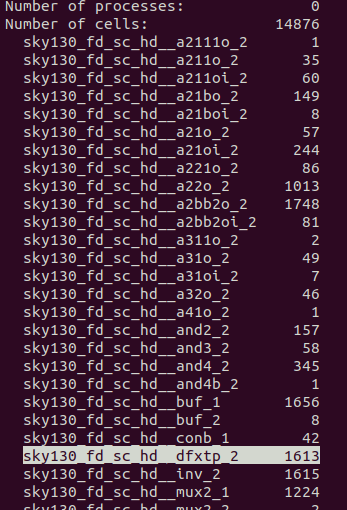 Number of processes: 0
Number of cells: 14876
sky130_fd_sc_hd__a2111o_2 1
sky130_fd_sc_hd__a211o_2 35
sky130_fd_sc_hd__a211oi_2 60
sky130_fd_sc_hd__a21bo_2 149
sky130_fd_sc_hd__a21boi_2 8
sky130_fd_sc_hd__a21o_2 57
sky130_fd_sc_hd__a21oi_2 244
sky130_fd_sc_hd__a221o_2 86
sky130_fd_sc_hd__a22o_2 1013
sky130_fd_sc_hd__a2bb2o_2 1748
sky130_fd_sc_hd__a2bb2oi_2 81
sky130_fd_sc_hd__a311o_2 2
sky130_fd_sc_hd__a31o_2 49
sky130_fd_sc_hd__a31oi_2 7
sky130_fd_sc_hd__a32o_2 46
sky130_fd_sc_hd__a41o_2 1
sky130_fd_sc_hd__and2_2 157
sky130_fd_sc_hd__and3_2 58
sky130_fd_sc_hd__and4_2 345
sky130_fd_sc_hd__and4b_2 1
sky130_fd_sc_hd__buf_1 1656
sky130_fd_sc_hd__buf_2 8
sky130_fd_sc_hd__conb_1 42
sky130_fd_sc_hd__dfxtp_2 1613
sky130_fd_sc_hd__inv_2 1615
sky130_fd_sc_hd__mux2_1 1224